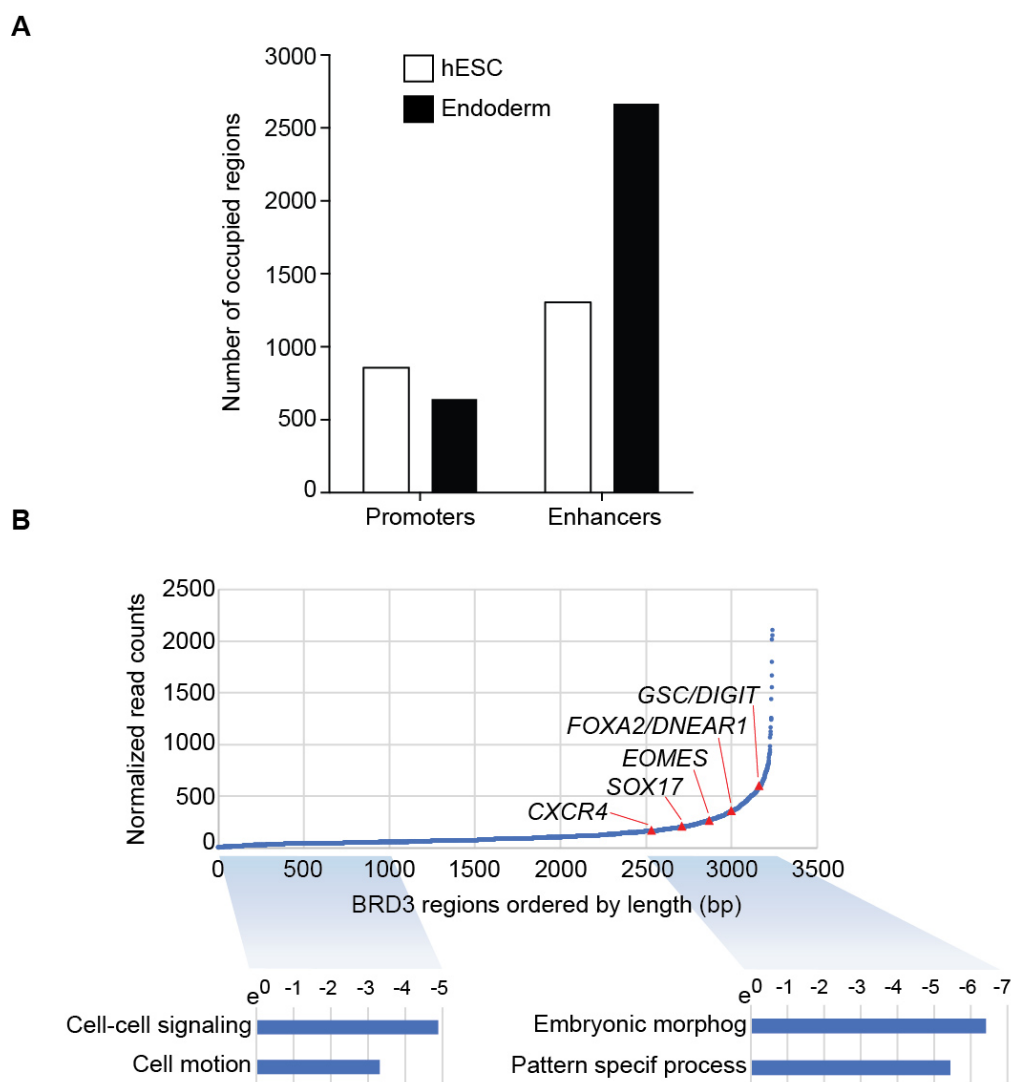 A
3000
2500
2000
1500
1000
500
0
Number of occupied regions
hESC
Endoderm
Promoters
Enhancers
B
2500
2000
1500
1000
500
0
Normalized read counts
GSC/DIGIT
FOXA2/DNEAR1
EOMES
SOX17
CXCR4
0 500 1000 1500 2000 2500 3000 3500
BRD3 regions ordered by length (bp)
e0 -1 -2 -3 -4 -5
Cell-cell signaling
Cell motion
e0 -1 -2 -3 -4 -5 -6 -7
Embryonic morphog
Pattern specif process